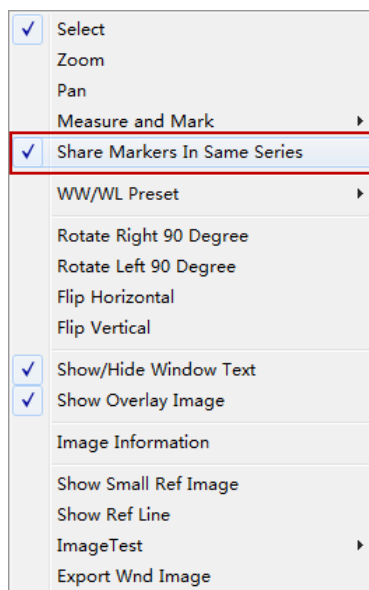 Select
Zoom
Pan
Measure and Mark
Share Markers In Same Series
WW/WL Preset
Rotate Right 90 Degree
Rotate Left 90 Degree
Flip Horizontal
Flip Vertical
Show/Hide Window Text
Show Overlay Image
Image Information
Show Small Ref Image
Show Ref Line
ImageTest
Export Wnd Image